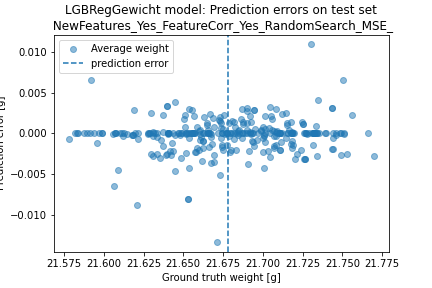 LGBRegGewicht model: Prediction errors on test set
NewFeatures_Yes_FeatureCorr_Yes_RandomSearch_MSE_
Average weight
prediction error
0.010
0.005
0.000
−0.005
−0.010
error [g]
21.575 21.600 21.625 21.650 21.675 21.700 21.725 21.750 21.775
Ground truth weight [g]